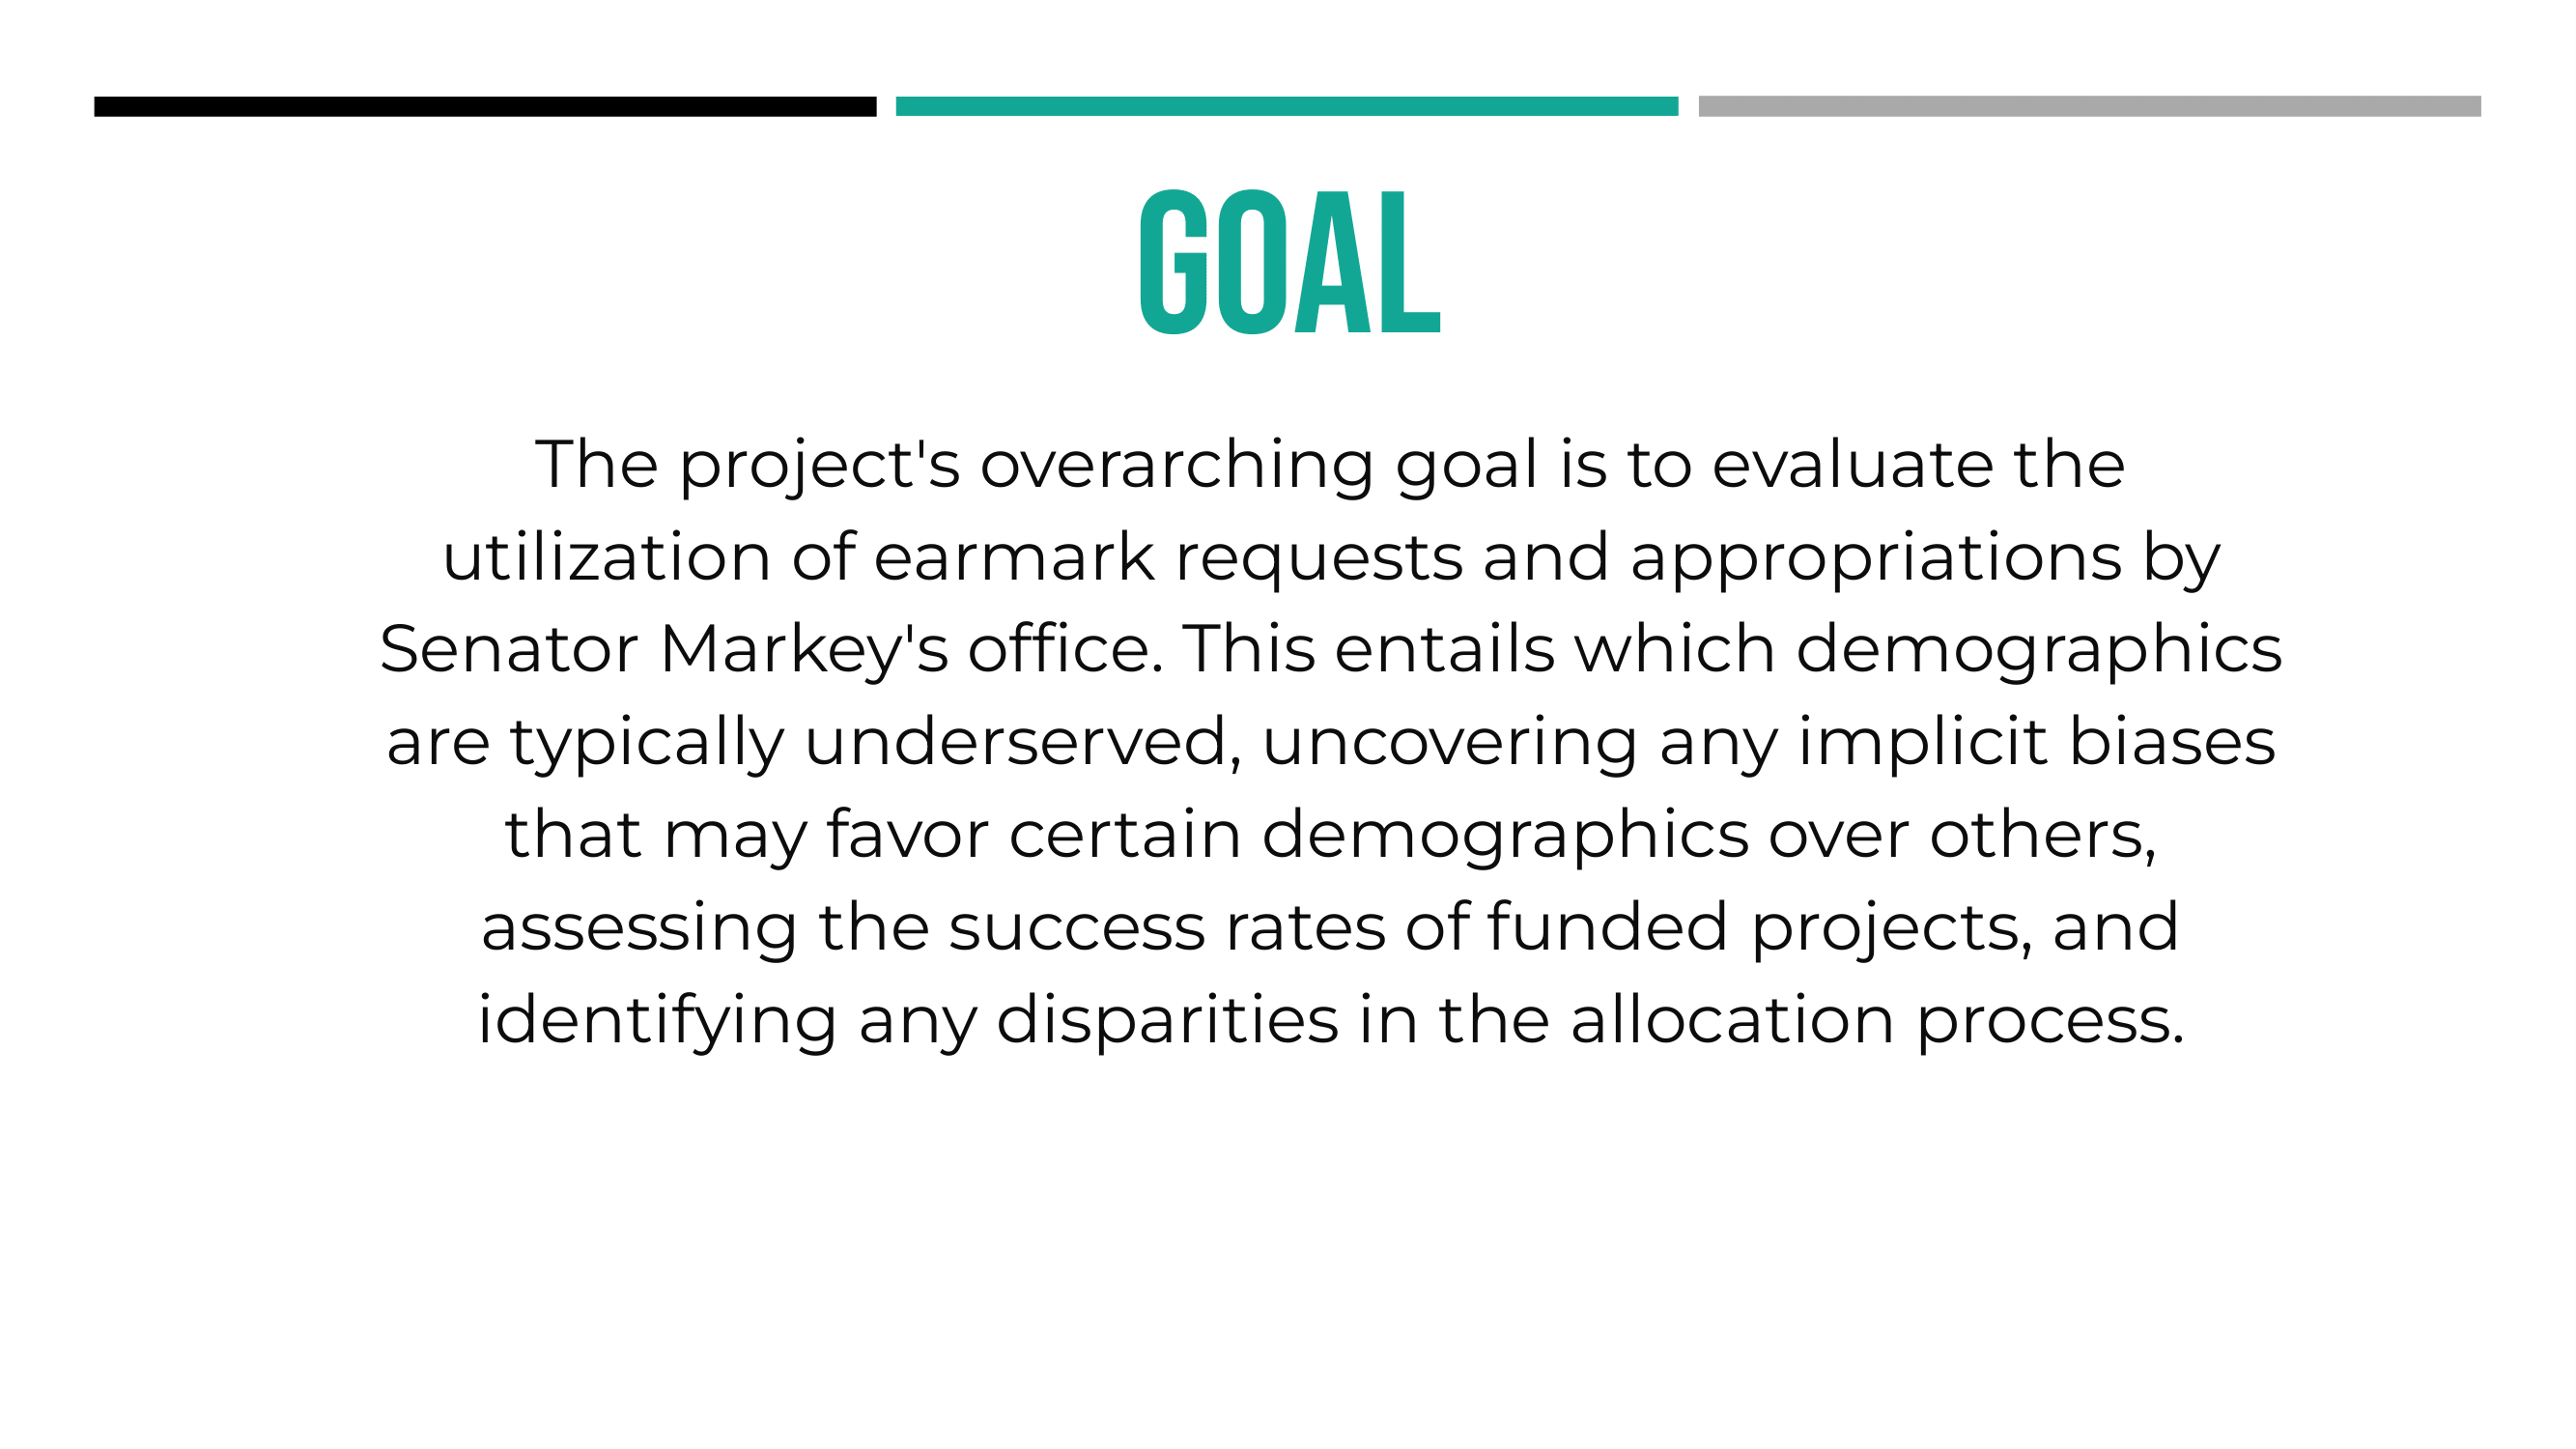 GOAL
The project's overarching goal is to evaluate the
utilization of earmark requests and appropriations by
Senator Markey's office. This entails which demographics
are typically underserved, uncovering any implicit biases
that may favor certain demographics over others,
assessing the success rates of funded projects, and
identifying any disparities in the allocation process.